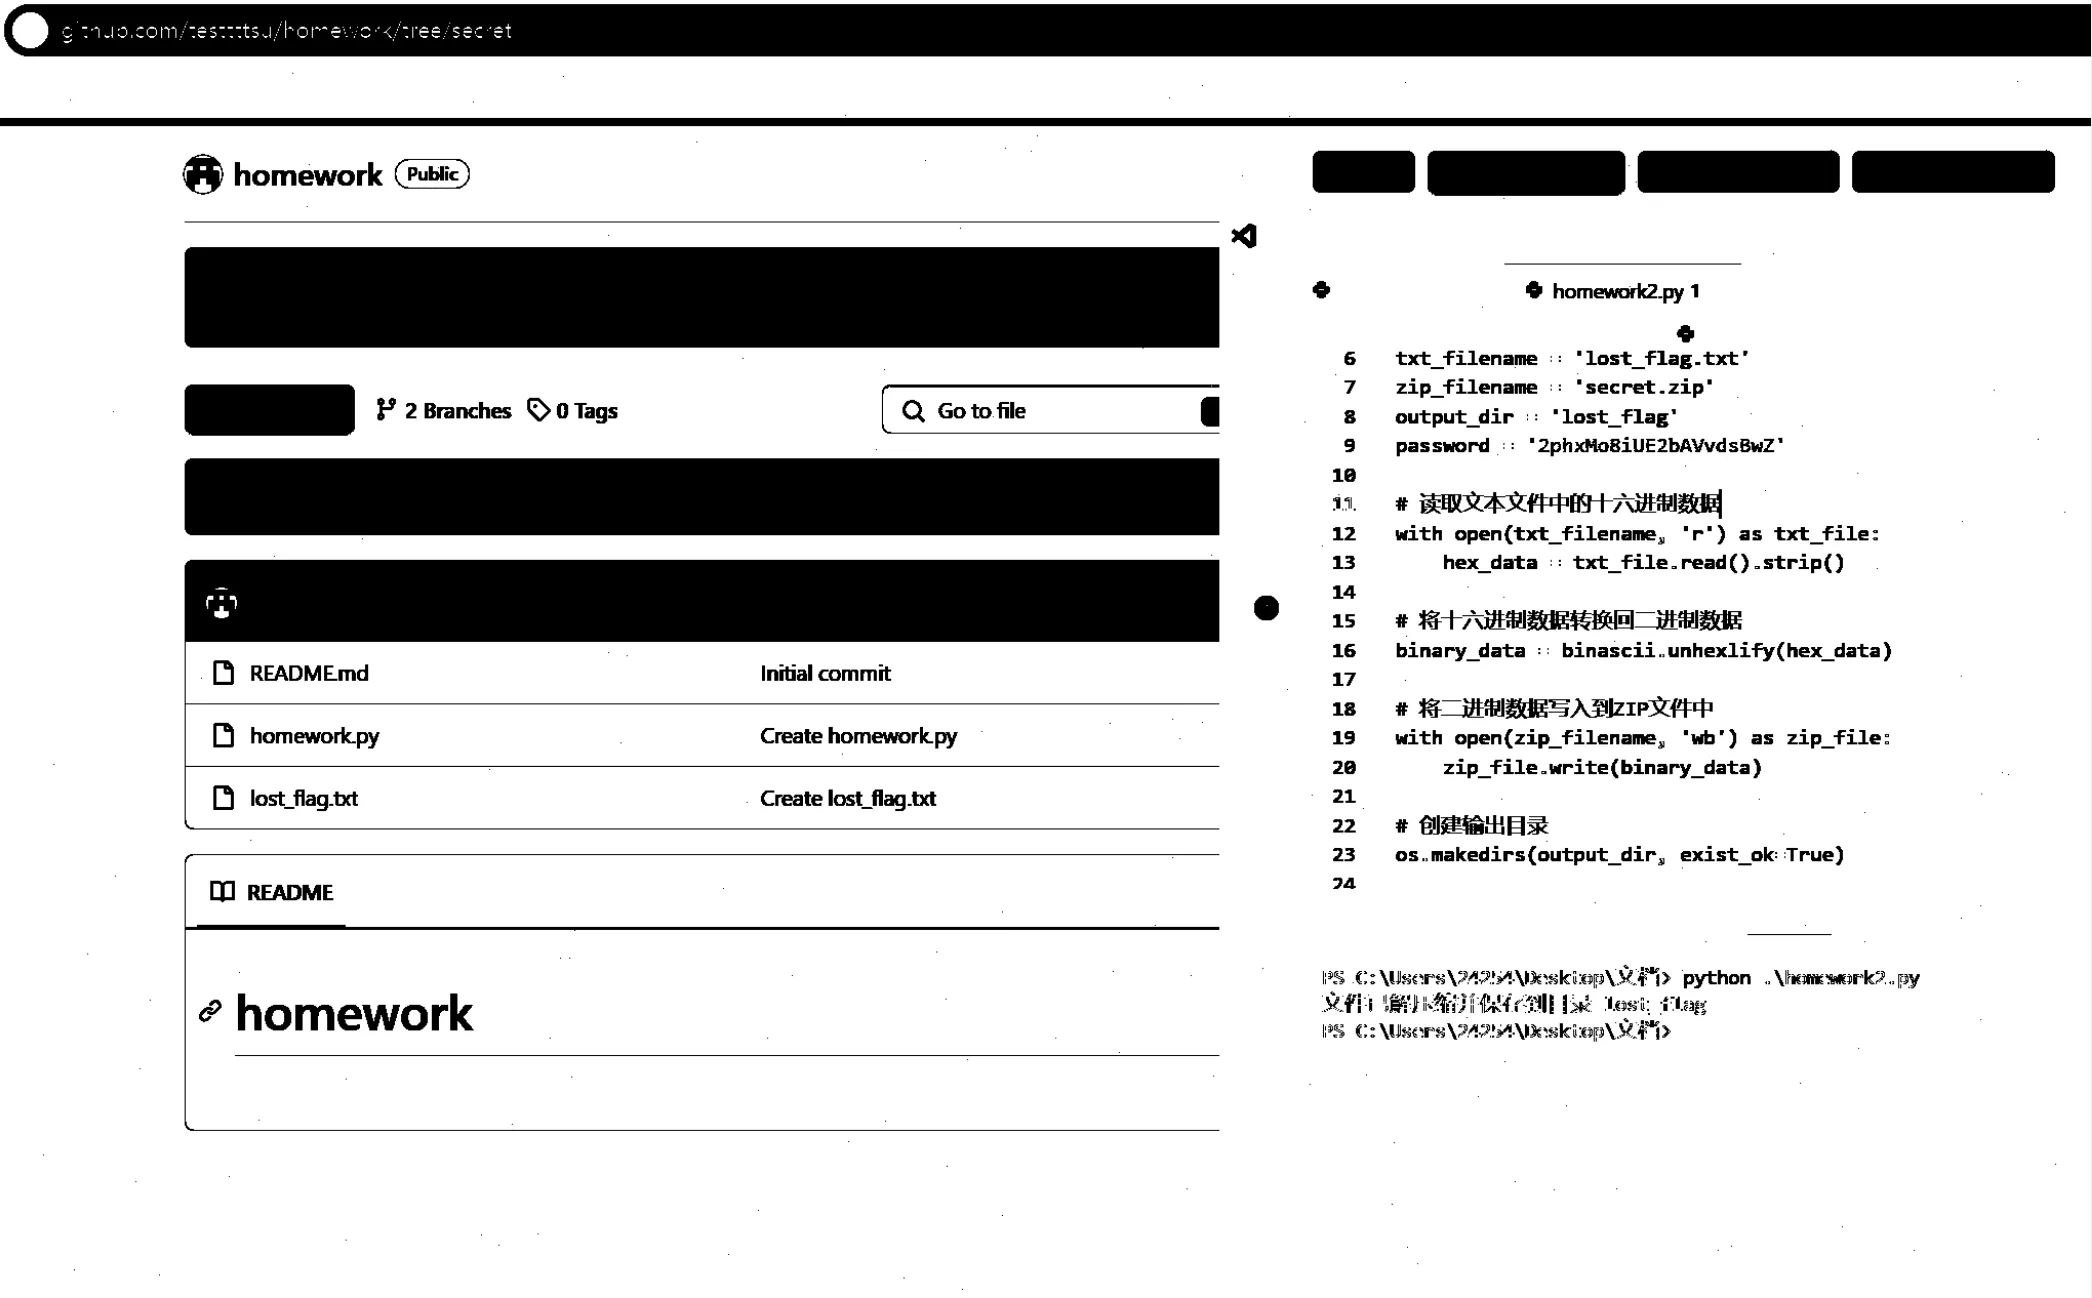 github.com/testtttsu/homework/tree/secret
homework Public
2 Branches 0 Tags
Go to file
README.md Initial commit
homework.py Create homework.py
lost_flag.txt Create lost_flag.txt
README
homework
homework2.py 1
6 txt_filename = 'lost_flag.txt'
7 zip_filename = 'secret.zip'
8 output_dir = 'lost_flag'
9 password = '2phxMo8iUE2bAVvdsBwZ'
10
11 # 读取文本文件中的十六进制数据
12 with open(txt_filename, 'r') as txt_file:
13 hex_data = txt_file.read().strip()
14
15 # 将十六进制数据转换回二进制数据
16 binary_data = binascii.unhexlify(hex_data)
17
18 # 将二进制数据写入到ZIP文件中
19 with open(zip_filename, 'wb') as zip_file:
20 zip_file.write(binary_data)
21
22 # 创建输出目录
23 os.makedirs(output_dir, exist_ok=True)
24
PS C:\Users\24254\Desktop\文档> python .\homework2.py
文件已解压缩并保存到目录 lost_flag
PS C:\Users\24254\Desktop\文档>